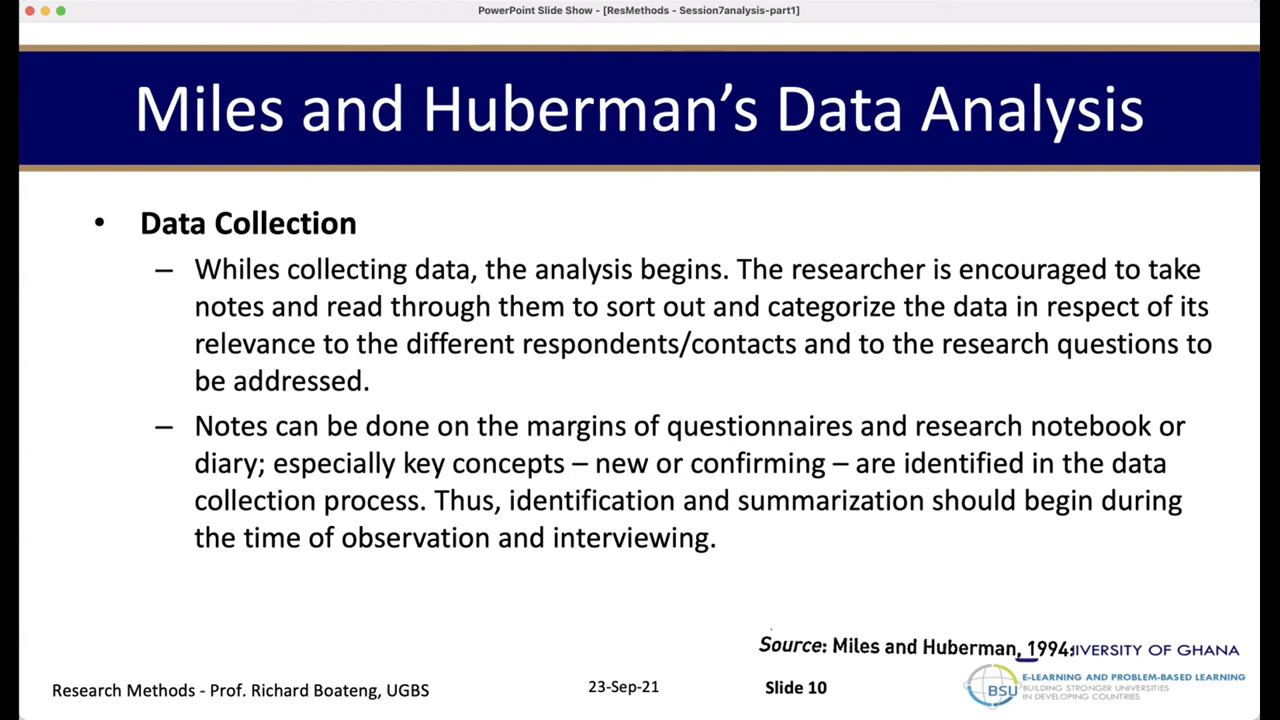 PowerPoint Slide Show - [ResMethods - Session7analysis-part1]
Miles and Huberman’s Data Analysis
• Data Collection
– Whiles collecting data, the analysis begins. The researcher is encouraged to take
notes and read through them to sort out and categorize the data in respect of its
relevance to the different respondents/contacts and to the research questions to
be addressed.
– Notes can be done on the margins of questionnaires and research notebook or
diary; especially key concepts – new or confirming – are identified in the data
collection process. Thus, identification and summarization should begin during
the time of observation and interviewing.
Source: Miles and Huberman, 1994;
IVERSITY OF GHANA
Research Methods - Prof. Richard Boateng, UGBS
23-Sep-21
Slide 10
BSU
E-LEARNING AND PROBLEM-BASED LEARNING
BUILDING STRONGER UNIVERSITIES
IN DEVELOPING COUNTRIES